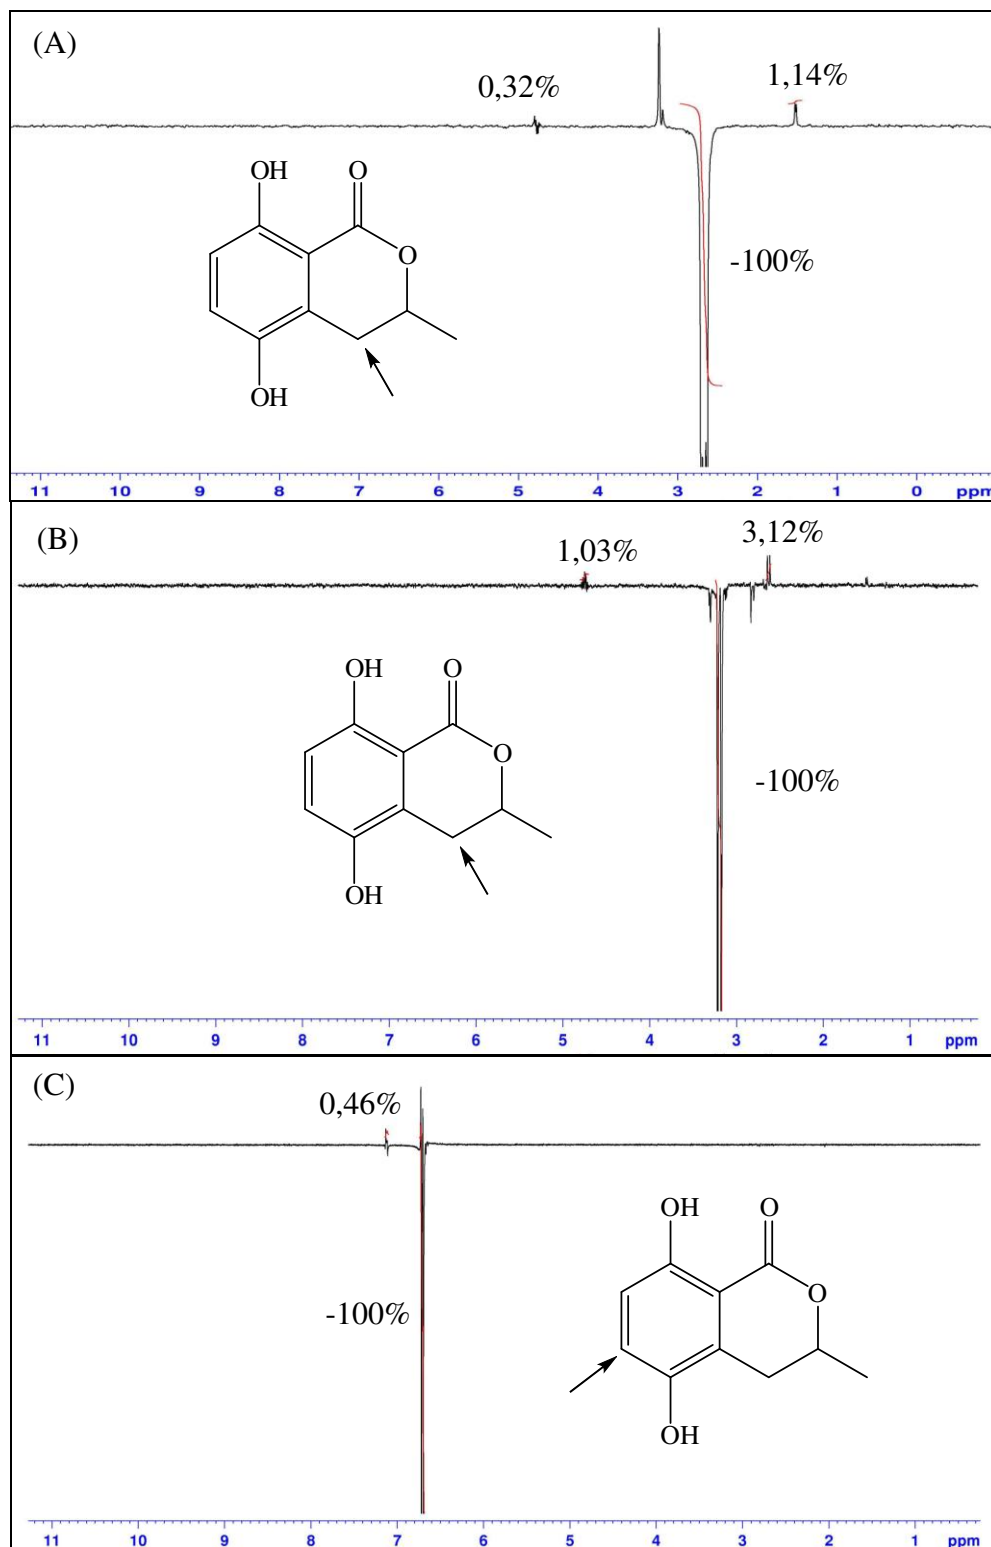 (A)
0,32%
1,14%
-100%
OH
O
O
OH
11 10 9 8 7 6 5 4 3 2 1 0 ppm
(B)
1,03%
3,12%
-100%
OH
O
O
OH
11 10 9 8 7 6 5 4 3 2 1 ppm
(C)
0,46%
-100%
OH
O
O
OH
11 10 9 8 7 6 5 4 3 2 1 ppm